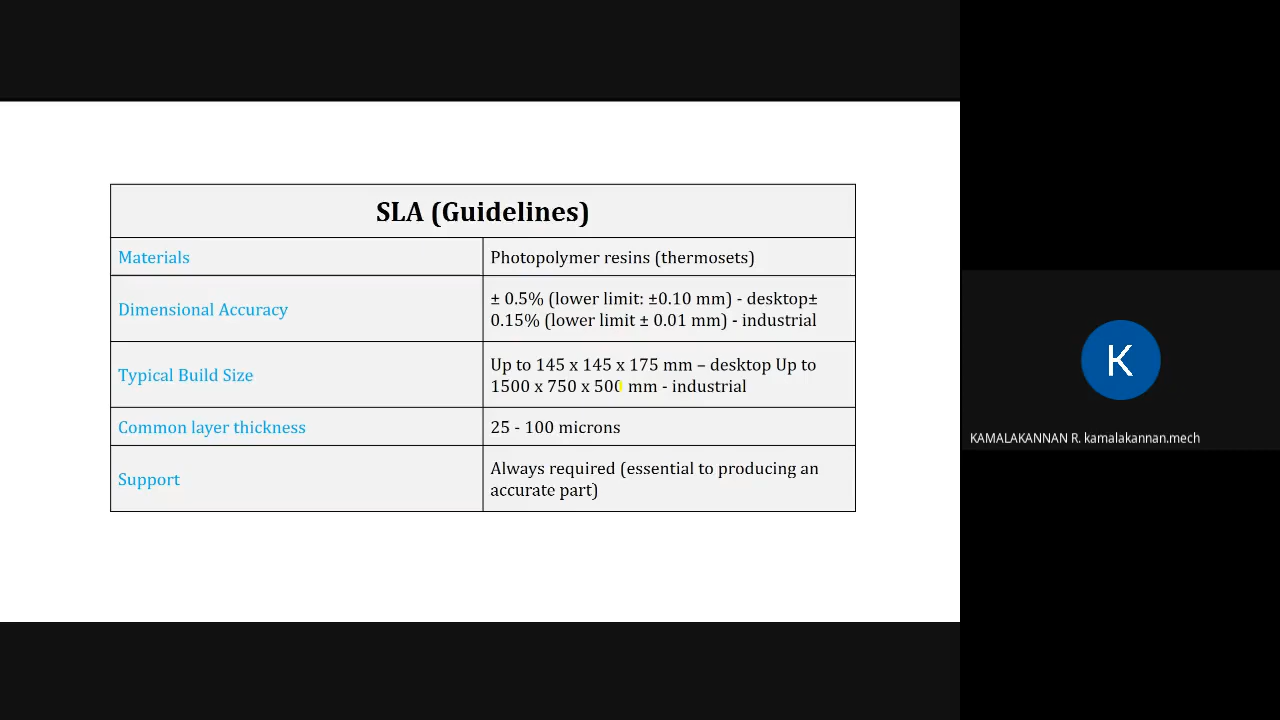 SLA (Guidelines)
Materials
Photopolymer resins (thermosets)
Dimensional Accuracy
± 0.5% (lower limit: ±0.10 mm) - desktop±
0.15% (lower limit ± 0.01 mm) - industrial
Typical Build Size
Up to 145 x 145 x 175 mm – desktop Up to
1500 x 750 x 500 mm - industrial
Common layer thickness
25 - 100 microns
Support
Always required (essential to producing an
accurate part)
K
KAMALAKANNAN R. kamalakannan.mech